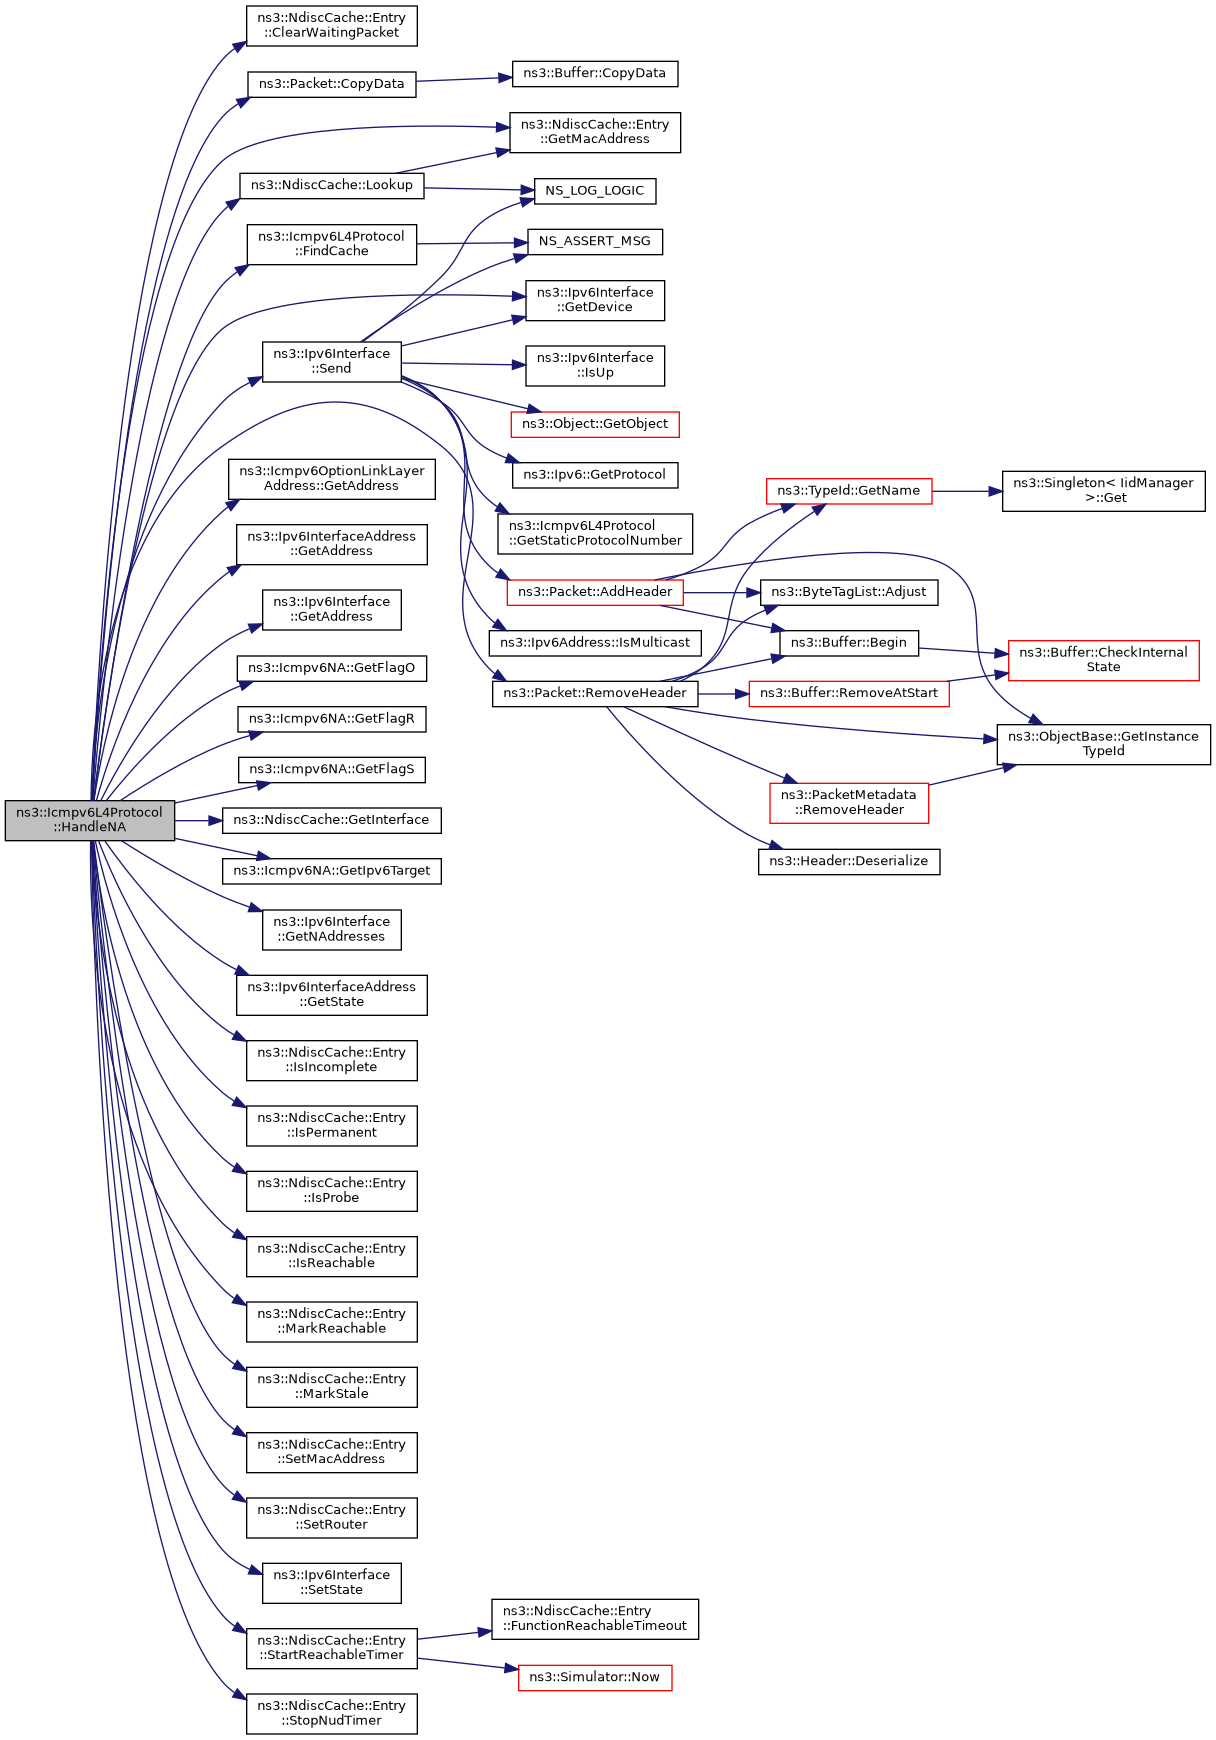 ns3::Icmpv6L4Protocol
::HandleNA
ns3::NdiscCache::Entry
::ClearWaitingPacket
ns3::Packet::CopyData
ns3::Buffer::CopyData
ns3::NdiscCache::Entry
::GetMacAddress
ns3::NdiscCache::Lookup
NS_LOG_LOGIC
ns3::Icmpv6L4Protocol
::FindCache
NS_ASSERT_MSG
ns3::Ipv6Interface
::GetDevice
ns3::Ipv6Interface
::Send
ns3::Ipv6Interface
::IsUp
ns3::Object::GetObject
ns3::Ipv6::GetProtocol
ns3::Icmpv6L4Protocol
::GetStaticProtocolNumber
ns3::Packet::AddHeader
ns3::Ipv6Address::IsMulticast
ns3::Packet::RemoveHeader
ns3::TypeId::GetName
ns3::Singleton< IidManager
>::Get
ns3::ByteTagList::Adjust
ns3::Buffer::Begin
ns3::Buffer::CheckInternal
State
ns3::Buffer::RemoveAtStart
ns3::ObjectBase::GetInstance
TypeId
ns3::PacketMetadata
::RemoveHeader
ns3::Header::Deserialize
ns3::Icmpv6OptionLinkLayer
Address::GetAddress
ns3::Ipv6InterfaceAddress
::GetAddress
ns3::Ipv6Interface
::GetAddress
ns3::Icmpv6NA::GetFlagO
ns3::Icmpv6NA::GetFlagR
ns3::Icmpv6NA::GetFlagS
ns3::NdiscCache::GetInterface
ns3::Icmpv6NA::GetIpv6Target
ns3::Ipv6Interface
::GetNAddresses
ns3::Ipv6InterfaceAddress
::GetState
ns3::NdiscCache::Entry
::IsIncomplete
ns3::NdiscCache::Entry
::IsPermanent
ns3::NdiscCache::Entry
::IsProbe
ns3::NdiscCache::Entry
::IsReachable
ns3::NdiscCache::Entry
::MarkReachable
ns3::NdiscCache::Entry
::MarkStale
ns3::NdiscCache::Entry
::SetMacAddress
ns3::NdiscCache::Entry
::SetRouter
ns3::Ipv6Interface
::SetState
ns3::NdiscCache::Entry
::StartReachableTimer
ns3::NdiscCache::Entry
::FunctionReachableTimeout
ns3::Simulator::Now
ns3::NdiscCache::Entry
::StopNudTimer